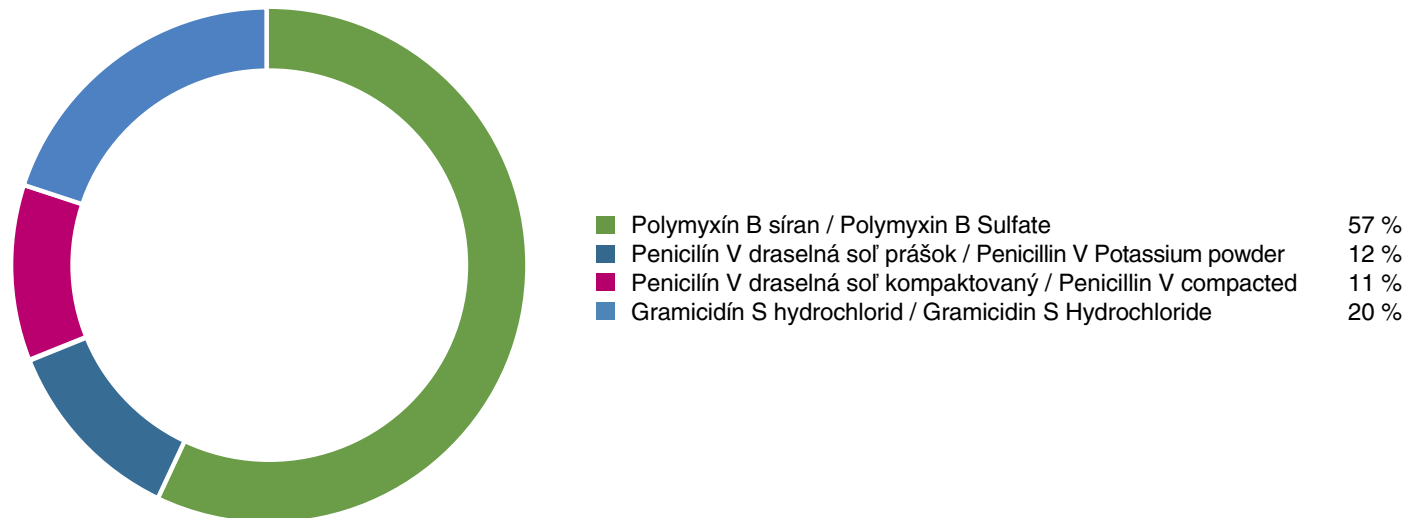 Polymyxín B síran / Polymyxin B Sulfate 57 %
Penicilín V draselná soľ prášok / Penicillin V Potassium powder 12 %
Penicilín V draselná soľ kompaktovaný / Penicillin V compacted 11 %
Gramicidín S hydrochlorid / Gramicidin S Hydrochloride 20 %